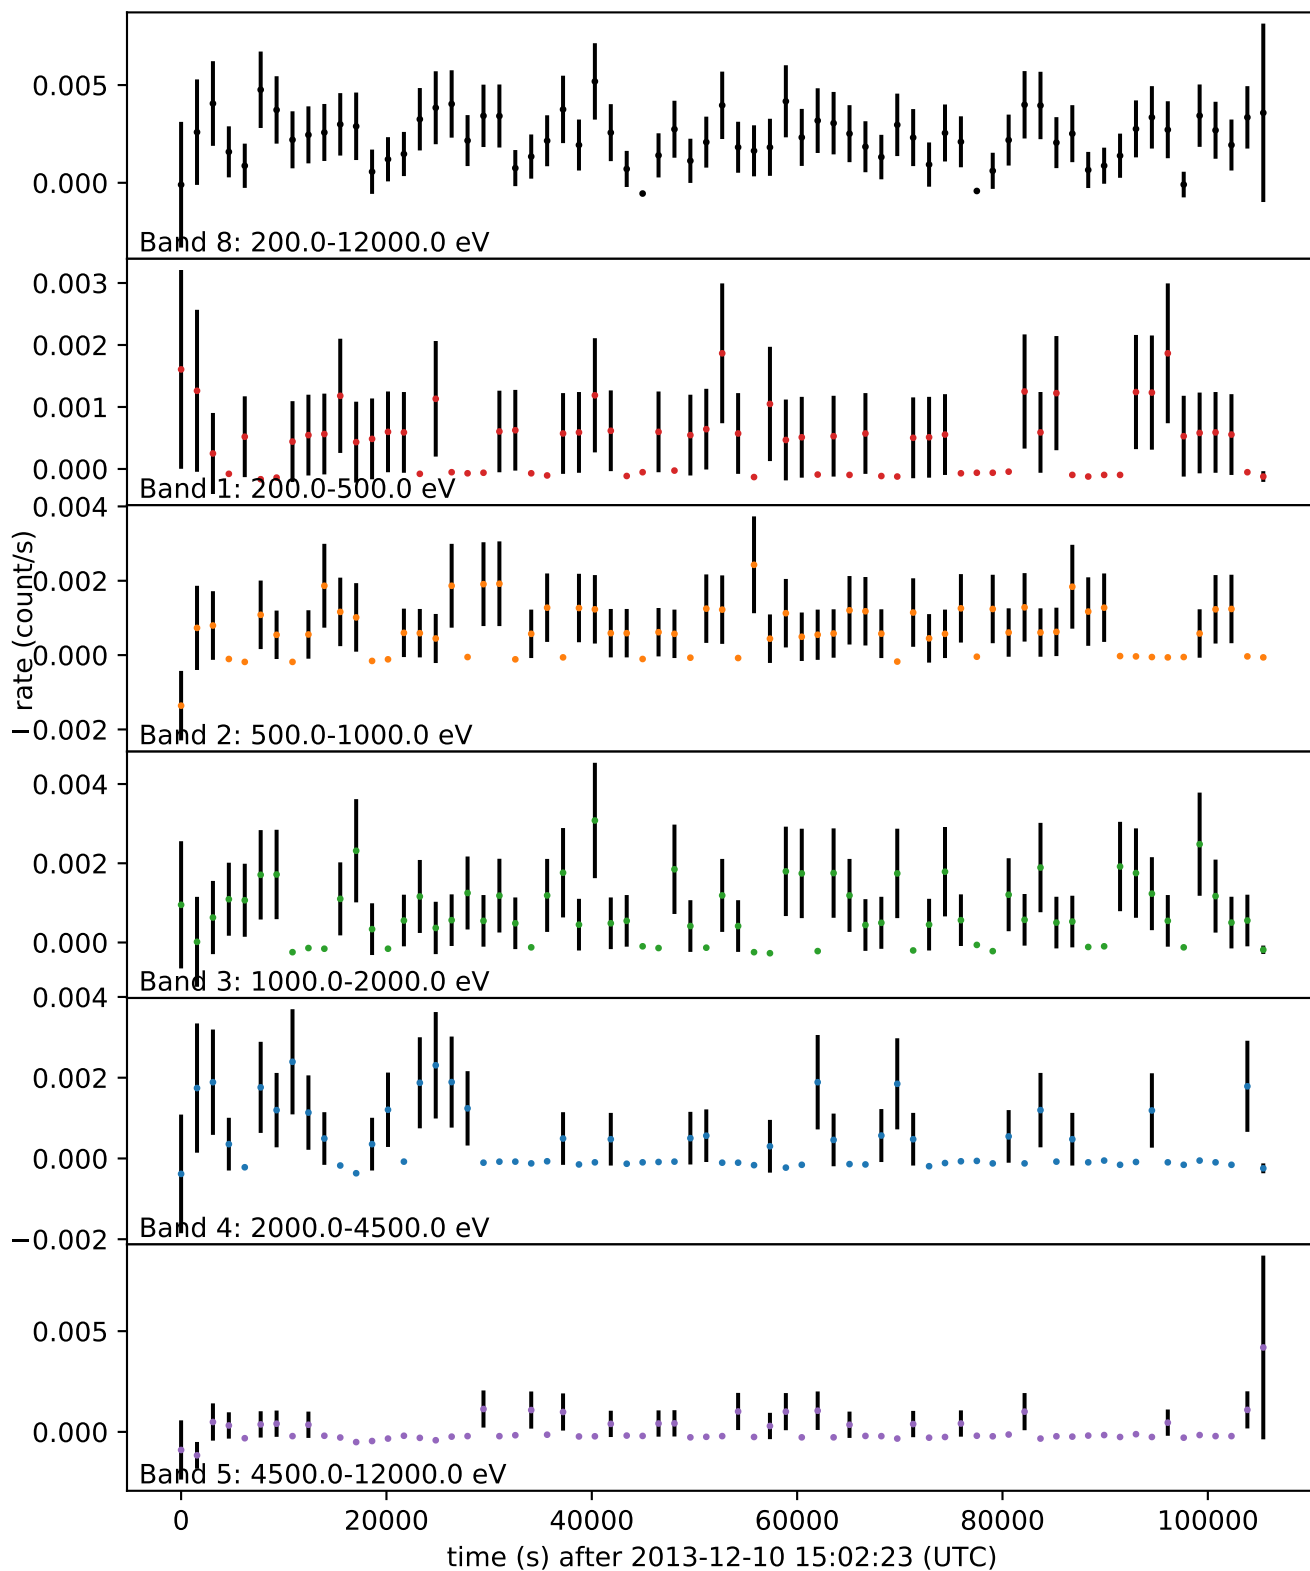 0.005
0.000
Band 8: 200.0-12000.0 eV
0.003
0.002
0.001
0.000
Band 1: 200.0-500.0 eV
0.004
0.002
0.000
−0.002
rate (count/s)
Band 2: 500.0-1000.0 eV
0.004
0.002
0.000
Band 3: 1000.0-2000.0 eV
0.004
0.002
0.000
−0.002
Band 4: 2000.0-4500.0 eV
0.005
0.000
Band 5: 4500.0-12000.0 eV
0 20000 40000 60000 80000 100000
time (s) after 2013-12-10 15:02:23 (UTC)